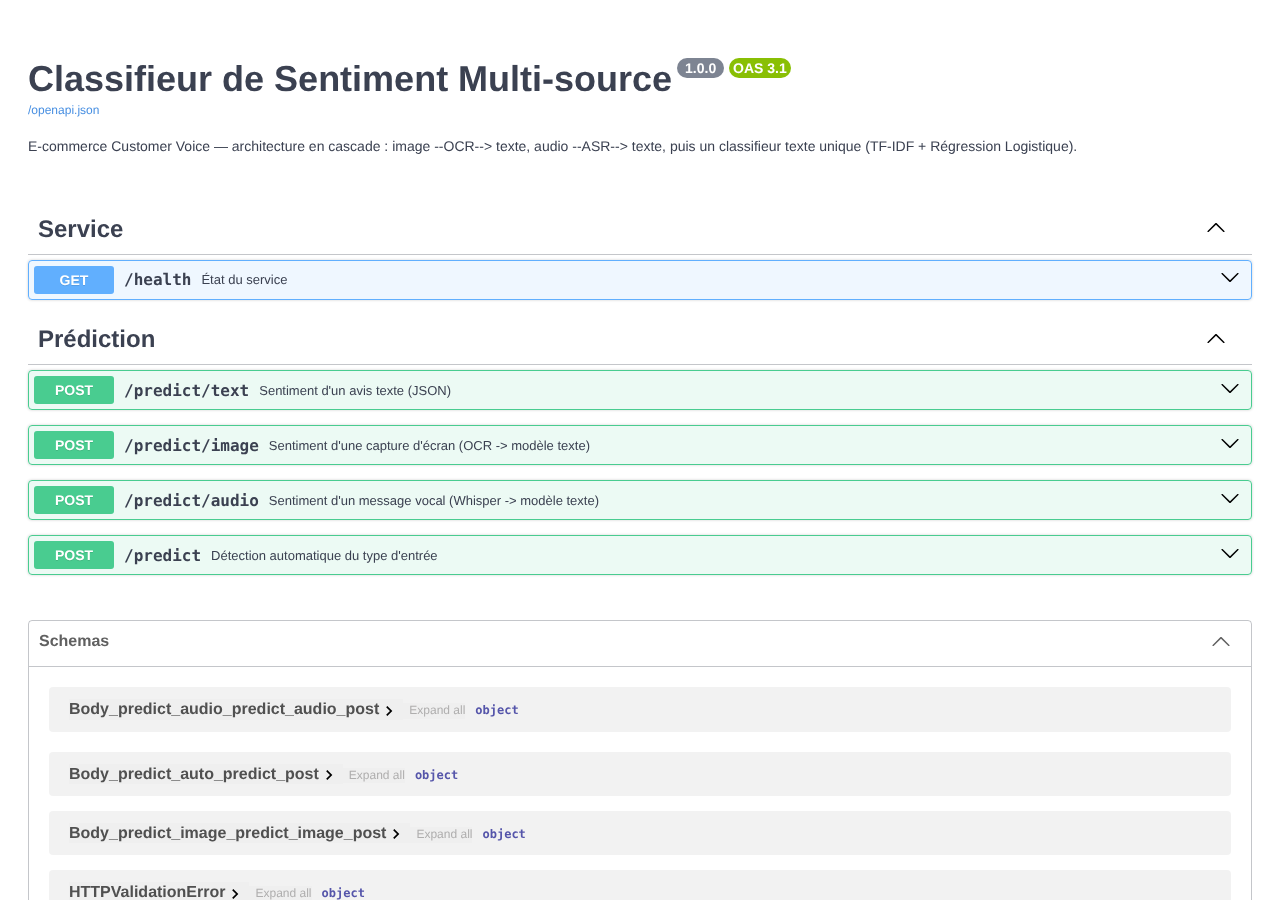 Classifieur de Sentiment Multi-source 1.0.0 OAS 3.1
/openapi.json
E-commerce Customer Voice — architecture en cascade : image --OCR--> texte, audio --ASR--> texte, puis un classifieur texte unique (TF-IDF + Régression Logistique).
Service
GET /health État du service
Prédiction
POST /predict/text Sentiment d'un avis texte (JSON)
POST /predict/image Sentiment d'une capture d'écran (OCR -> modèle texte)
POST /predict/audio Sentiment d'un message vocal (Whisper -> modèle texte)
POST /predict Détection automatique du type d'entrée
Schemas
Body_predict_audio_predict_audio_post Expand all object
Body_predict_auto_predict_post Expand all object
Body_predict_image_predict_image_post Expand all object
HTTPValidationError Expand all object